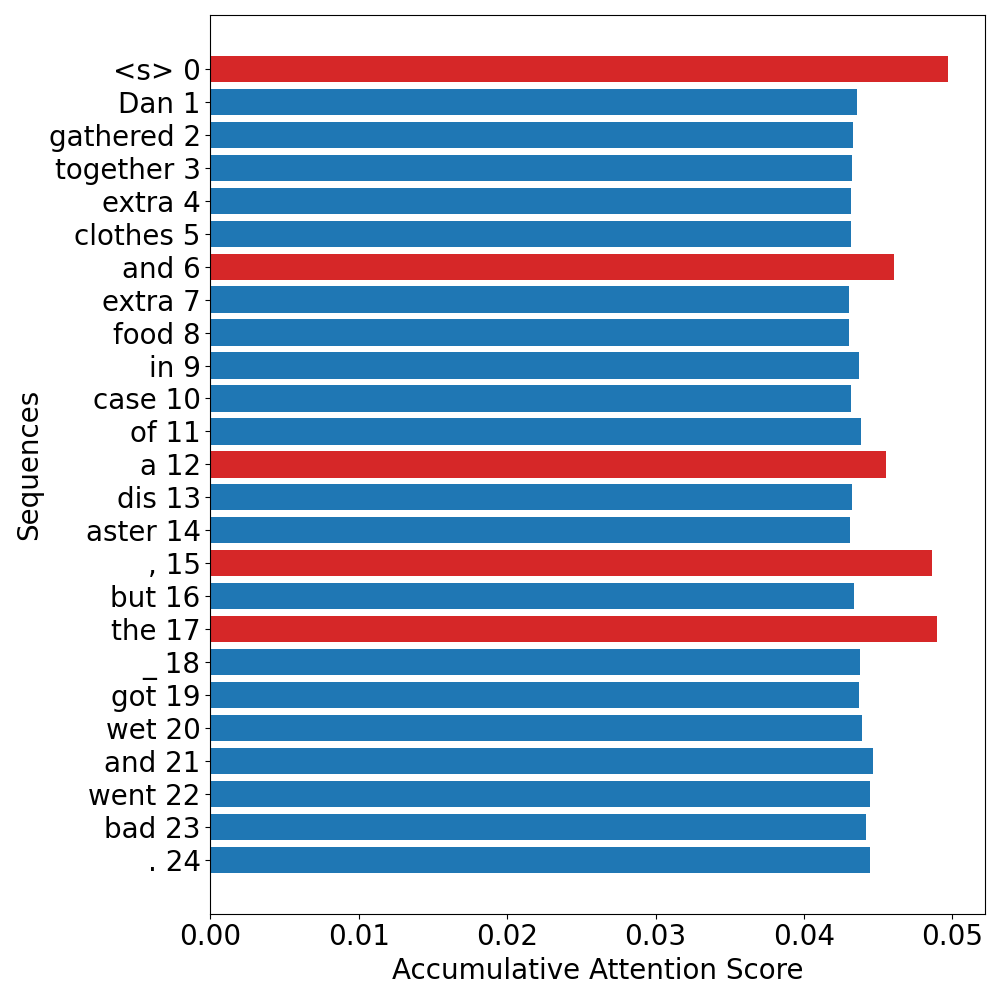 <s> 0
Dan 1
gathered 2
together 3
extra 4
clothes 5
and 6
extra 7
food 8
in 9
case 10
of 11
a 12
dis 13
aster 14
, 15
but 16
the 17
_ 18
got 19
wet 20
and 21
went 22
bad 23
. 24
Sequences
0.00 0.01 0.02 0.03 0.04 0.05
Accumulative Attention Score